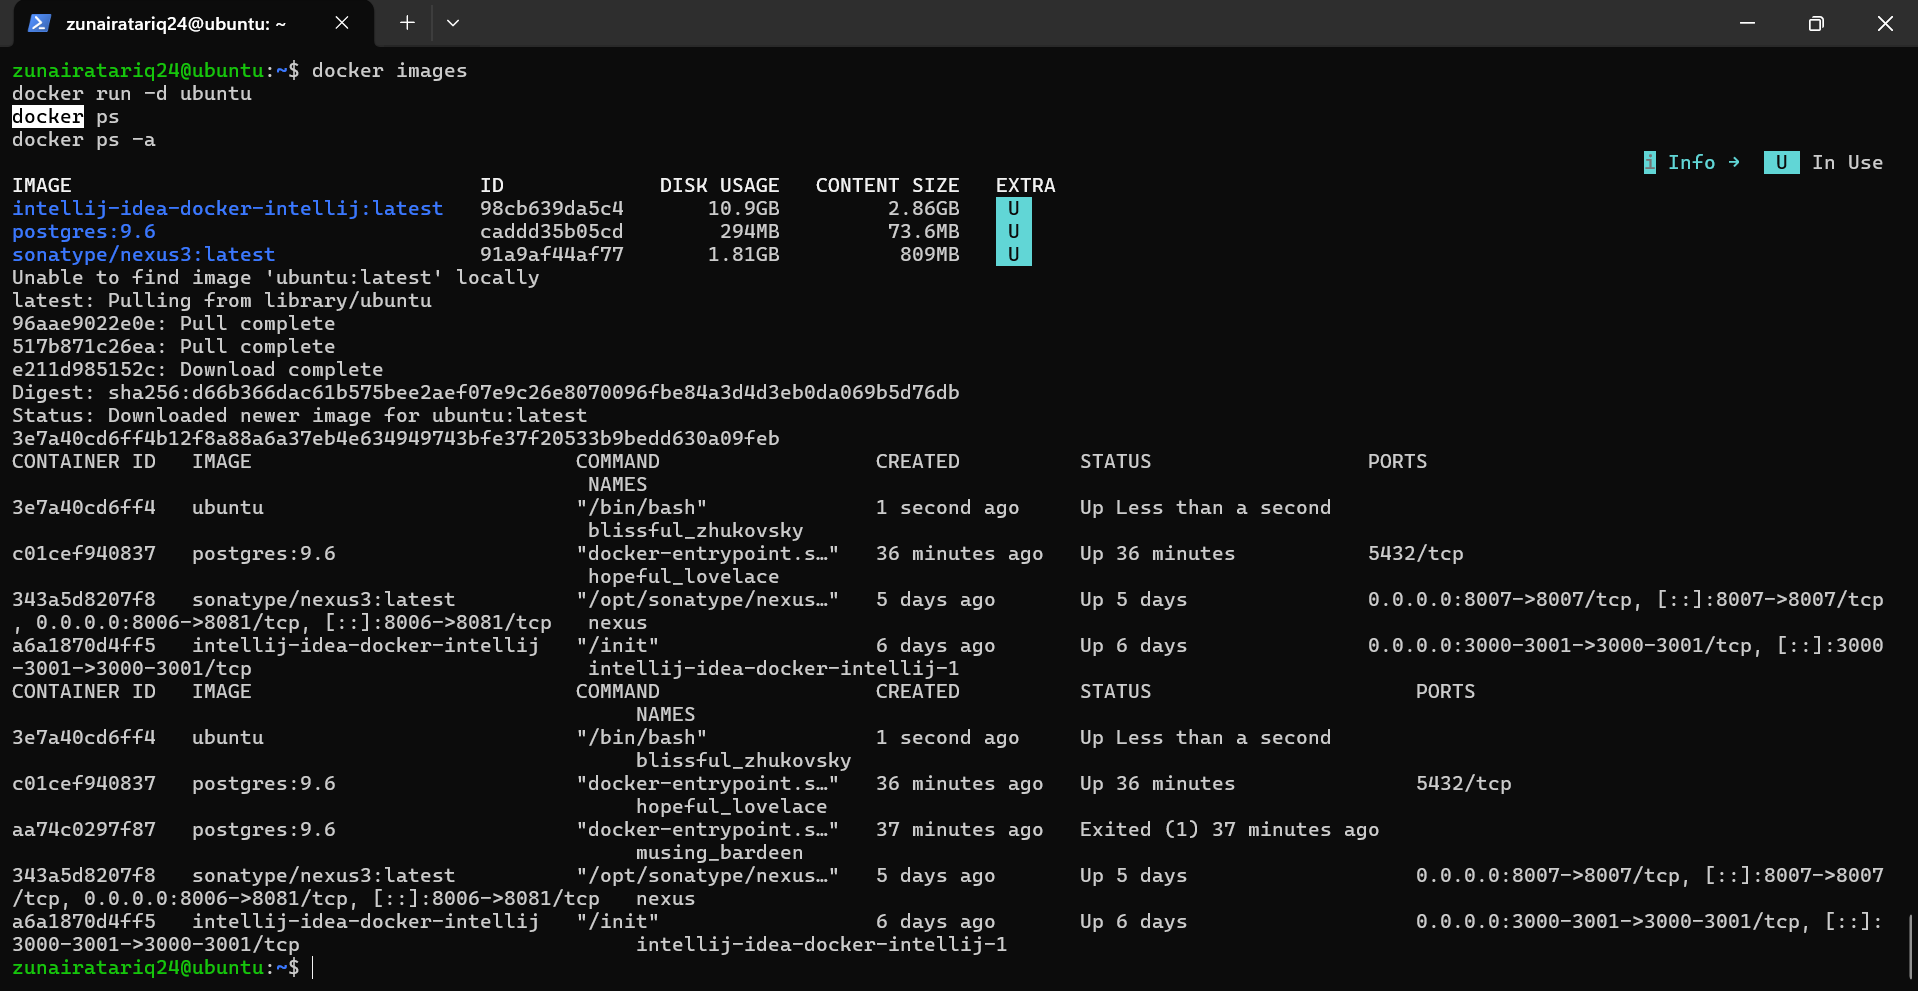 zunairatariq24@ubuntu: ~
zunairatariq24@ubuntu:~$ docker images
docker run -d ubuntu
docker ps
docker ps -a
i Info → U In Use
IMAGE ID DISK USAGE CONTENT SIZE EXTRA
intellij-idea-docker-intellij:latest 98cb639da5c4 10.9GB 2.86GB U
postgres:9.6 caddd35b05cd 294MB 73.6MB U
sonatype/nexus3:latest 91a9af44af77 1.81GB 809MB U
Unable to find image 'ubuntu:latest' locally
latest: Pulling from library/ubuntu
96aae9022e0e: Pull complete
517b871c26ea: Pull complete
e211d985152c: Download complete
Digest: sha256:d66b366dac61b575bee2aef07e9c26e8070096fbe84a3d4d3eb0da069b5d76db
Status: Downloaded newer image for ubuntu:latest
3e7a40cd6ff4b12f8a88a6a37eb4e634949743bfe37f20533b9bedd630a09feb
CONTAINER ID IMAGE COMMAND CREATED STATUS PORTS
NAMES
3e7a40cd6ff4 ubuntu "/bin/bash" 1 second ago Up Less than a second
blissful_zhukovsky
c01cef940837 postgres:9.6 "docker-entrypoint.s…" 36 minutes ago Up 36 minutes 5432/tcp
hopeful_lovelace
343a5d8207f8 sonatype/nexus3:latest "/opt/sonatype/nexus…" 5 days ago Up 5 days 0.0.0.0:8007->8007/tcp, [::]:8007->8007/tcp
, 0.0.0.0:8006->8081/tcp, [::]:8006->8081/tcp nexus
a6a1870d4ff5 intellij-idea-docker-intellij "/init" 6 days ago Up 6 days 0.0.0.0:3000-3001->3000-3001/tcp, [::]:3000
-3001->3000-3001/tcp intellij-idea-docker-intellij-1
CONTAINER ID IMAGE COMMAND CREATED STATUS PORTS
NAMES
3e7a40cd6ff4 ubuntu "/bin/bash" 1 second ago Up Less than a second
blissful_zhukovsky
c01cef940837 postgres:9.6 "docker-entrypoint.s…" 36 minutes ago Up 36 minutes 5432/tcp
hopeful_lovelace
aa74c0297f87 postgres:9.6 "docker-entrypoint.s…" 37 minutes ago Exited (1) 37 minutes ago
musing_bardeen
343a5d8207f8 sonatype/nexus3:latest "/opt/sonatype/nexus…" 5 days ago Up 5 days 0.0.0.0:8007->8007/tcp, [::]:8007->8007
/tcp, 0.0.0.0:8006->8081/tcp, [::]:8006->8081/tcp nexus
a6a1870d4ff5 intellij-idea-docker-intellij "/init" 6 days ago Up 6 days 0.0.0.0:3000-3001->3000-3001/tcp, [::]:
3000-3001->3000-3001/tcp intellij-idea-docker-intellij-1
zunairatariq24@ubuntu:~$